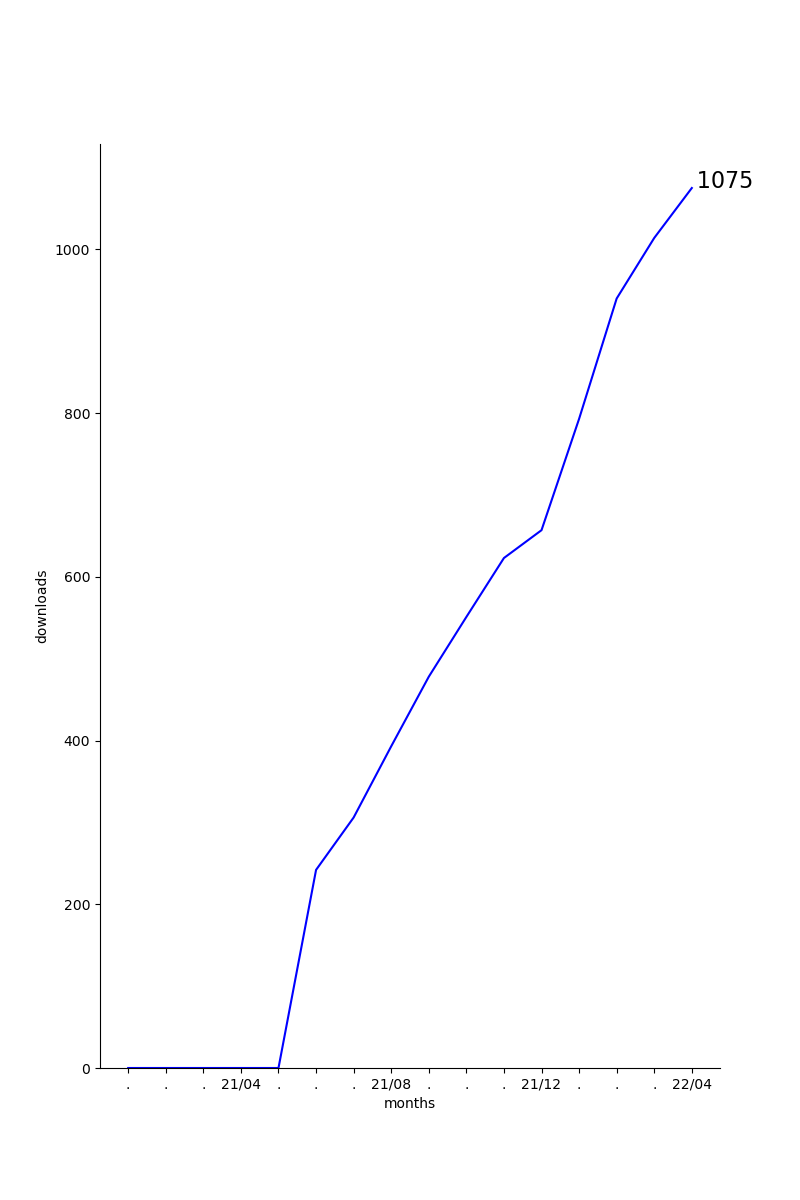 1075
1000
800
600
400
200
0
downloads
. . . 21/04 . . . 21/08 . . . 21/12 . . . 22/04
months